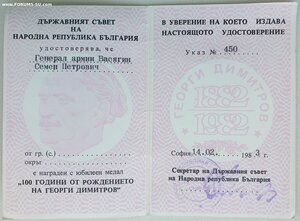 www.FORUMS-SU.com
ДЪРЖАВНИЯТ СЪВЕТ
НА
НАРОДНА РЕПУБЛИКА БЪЛГАРИЯ
удостоверява, че
Генерал армии Васягин
Семен Петрович
от гр. (с.)
окръг
е награден с юбилеен медал
"100 ГОДИНИ ОТ РОЖДЕНИЕТО
НА ГЕОРГИ ДИМИТРОВ"
В УВЕРЕНИЕ НА КОЕТО ИЗДАВА
НАСТОЯЩОТО УДОСТОВЕРЕНИЕ
Указ № 450
ГЕОРГИ ДИМИТРОВ
1882
1982
София, 14.02. 1983 г.
Секретар на Държавния съвет
на Народна република България